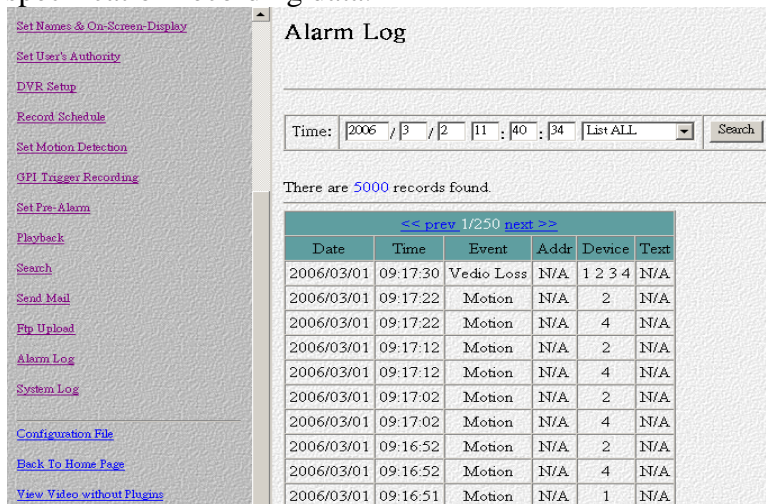 Set Names & On-Screen-Display
Set User's Authority
DVR Setup
Record Schedule
Set Motion Detection
GPI Trigger Recording
Set Pre-Alarm
Playback
Search
Send Mail
Ftp Upload
Alarm Log
System Log
Configuration File
Back To Home Page
View Video without Plugins
Alarm Log
Time: 2006 / 3 / 2 11 : 40 : 34 List ALL Search
There are 5000 records found.
<< prev 1/250 next >>
Date Time Event Addr Device Text
2006/03/01 09:17:30 Vedio Loss N/A 1 2 3 4 N/A
2006/03/01 09:17:22 Motion N/A 2 N/A
2006/03/01 09:17:22 Motion N/A 4 N/A
2006/03/01 09:17:12 Motion N/A 2 N/A
2006/03/01 09:17:12 Motion N/A 4 N/A
2006/03/01 09:17:02 Motion N/A 2 N/A
2006/03/01 09:17:02 Motion N/A 4 N/A
2006/03/01 09:16:52 Motion N/A 2 N/A
2006/03/01 09:16:52 Motion N/A 4 N/A
2006/03/01 09:16:51 Motion N/A 1 N/A